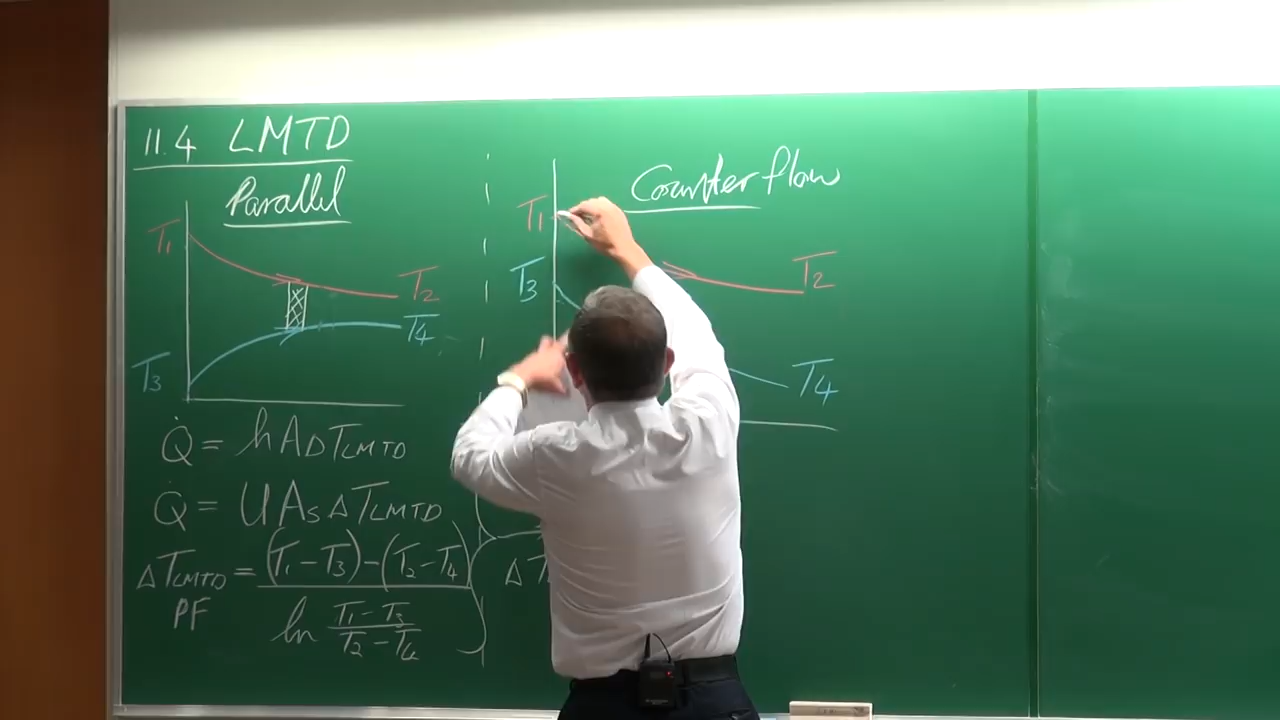 11.4 LMTD
Parallel
T1
T2
T4
T3
Q̇ = hAΔTLMTD
Q̇ = UAsΔTLMTD
ΔTLMTD = (T1-T3)-(T2-T4)
PF
ln T1-T3
T2-T4
Counter flow
T1
T3
T2
T4
ΔT